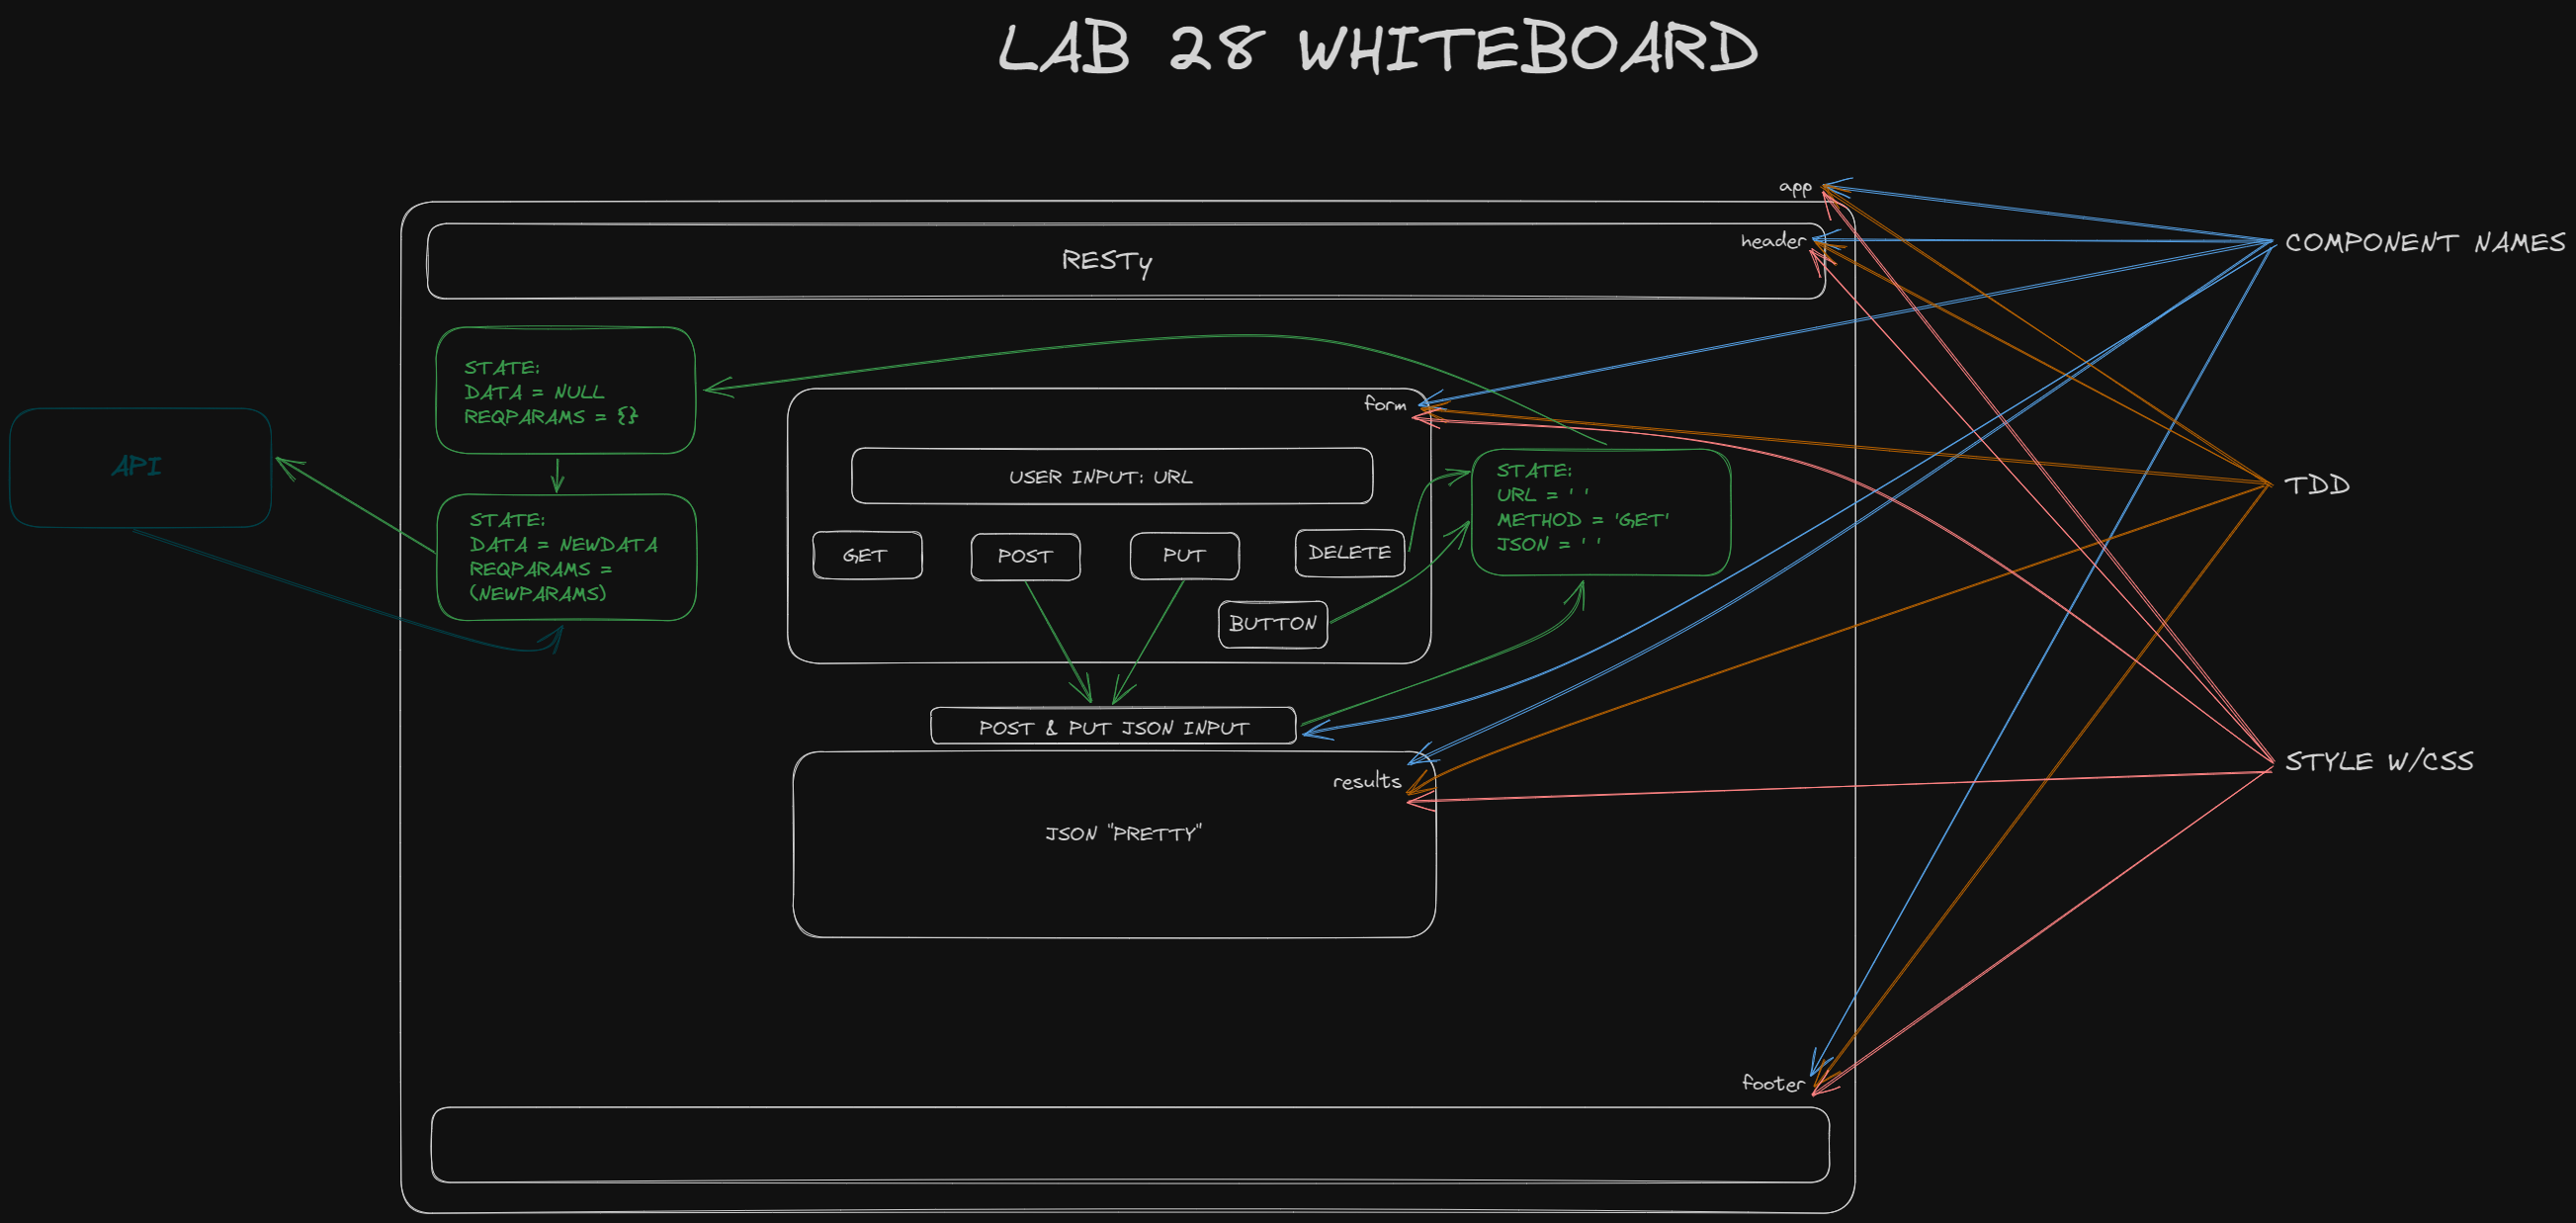 LAB 28 WHITEBOARD
app
header
RESTy
COMPONENT NAMES
STATE:
DATA = NULL
REQPARAMS = {}
API
STATE:
DATA = NEWDATA
REQPARAMS =
(NEWPARAMS)
form
USER INPUT: URL
GET
POST
PUT
DELETE
BUTTON
STATE:
URL = ' '
METHOD = 'GET'
JSON = ' '
TDD
POST & PUT JSON INPUT
results
JSON "PRETTY"
STYLE W/CSS
footer